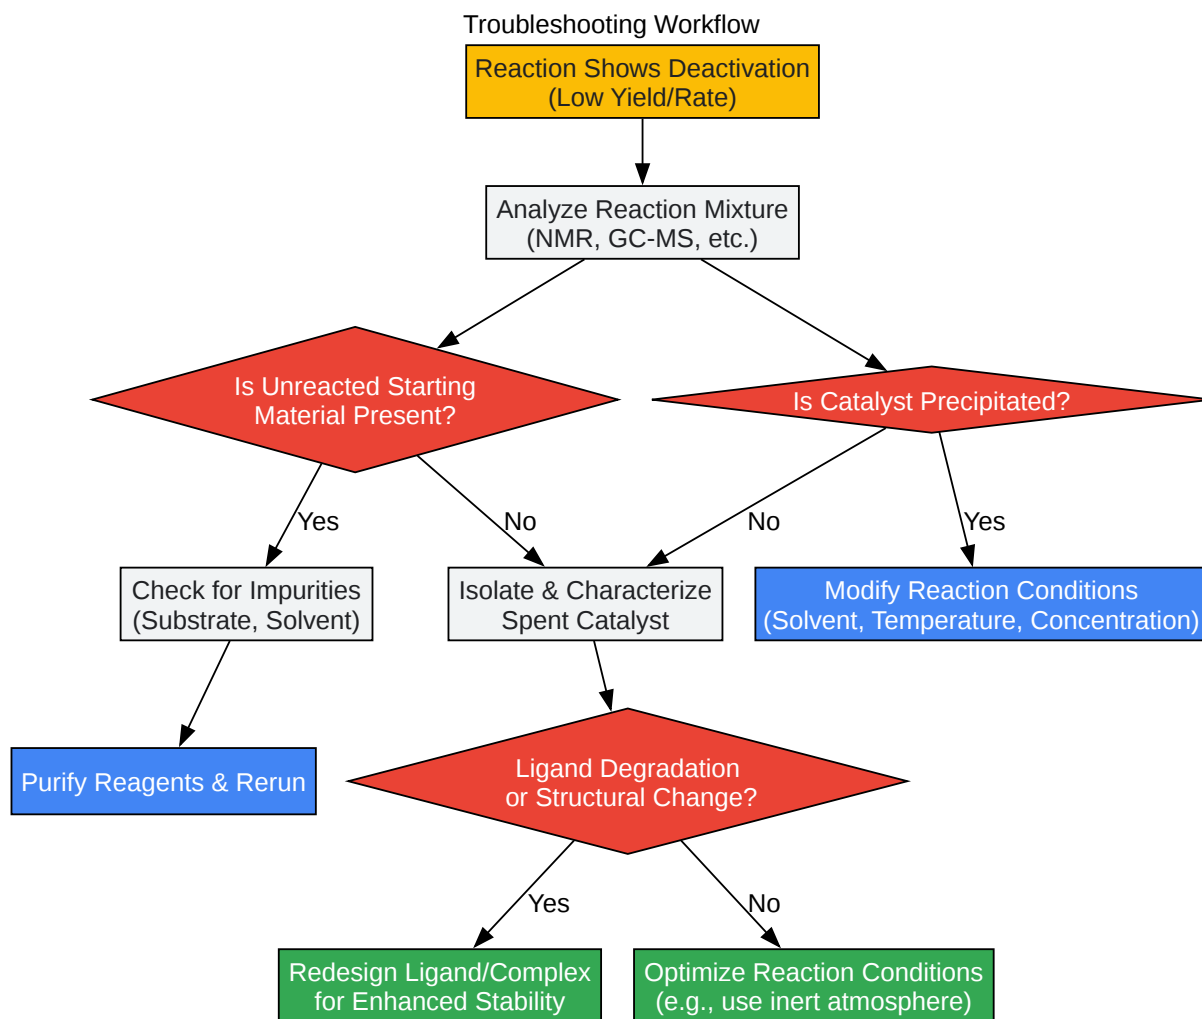 Troubleshooting Workflow
Reaction Shows Deactivation
(Low Yield/Rate)
Analyze Reaction Mixture
(NMR, GC-MS, etc.)
Is Unreacted Starting
Material Present?
Is Catalyst Precipitated?
Yes
No
No
Yes
Check for Impurities
(Substrate, Solvent)
Isolate & Characterize
Spent Catalyst
Modify Reaction Conditions
(Solvent, Temperature, Concentration)
Purify Reagents & Rerun
Ligand Degradation
or Structural Change?
Yes
No
Redesign Ligand/Complex
for Enhanced Stability
Optimize Reaction Conditions
(e.g., use inert atmosphere)